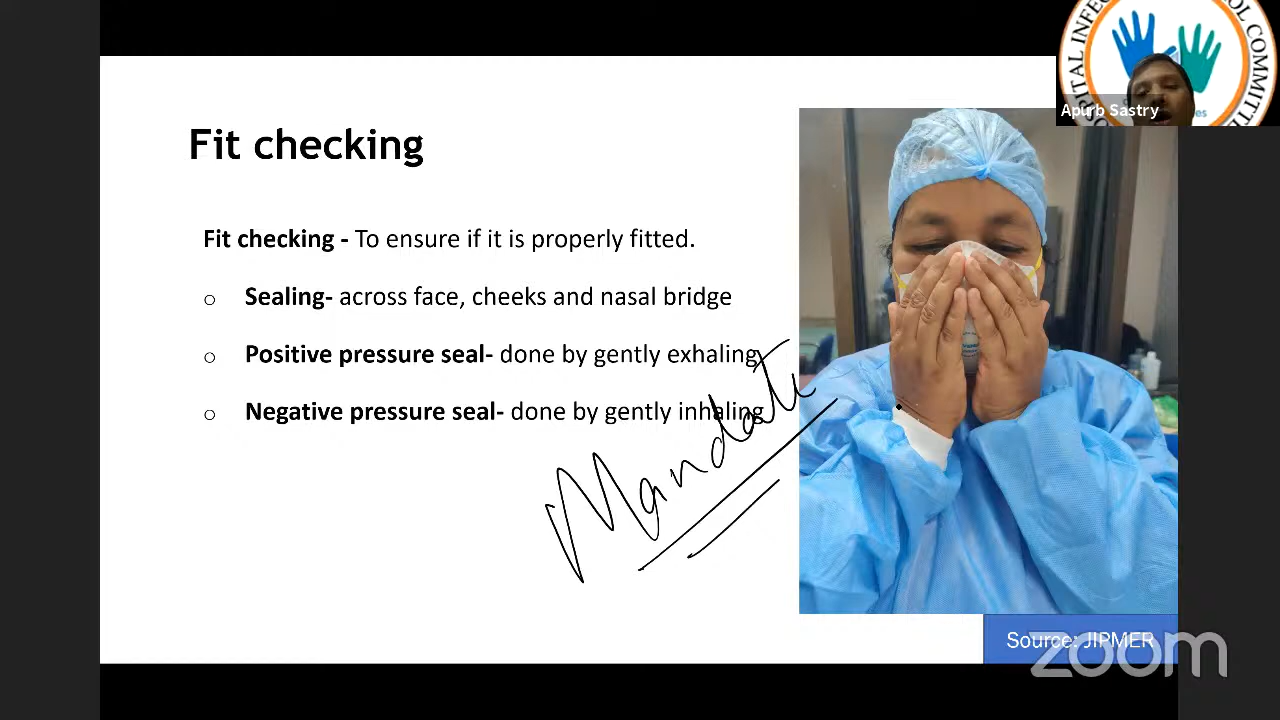 Fit checking
Fit checking - To ensure if it is properly fitted.
o Sealing- across face, cheeks and nasal bridge
o Positive pressure seal- done by gently exhaling
o Negative pressure seal- done by gently inhaling
Mandate
Source: JIPMER
zoom
Apurb Sastry